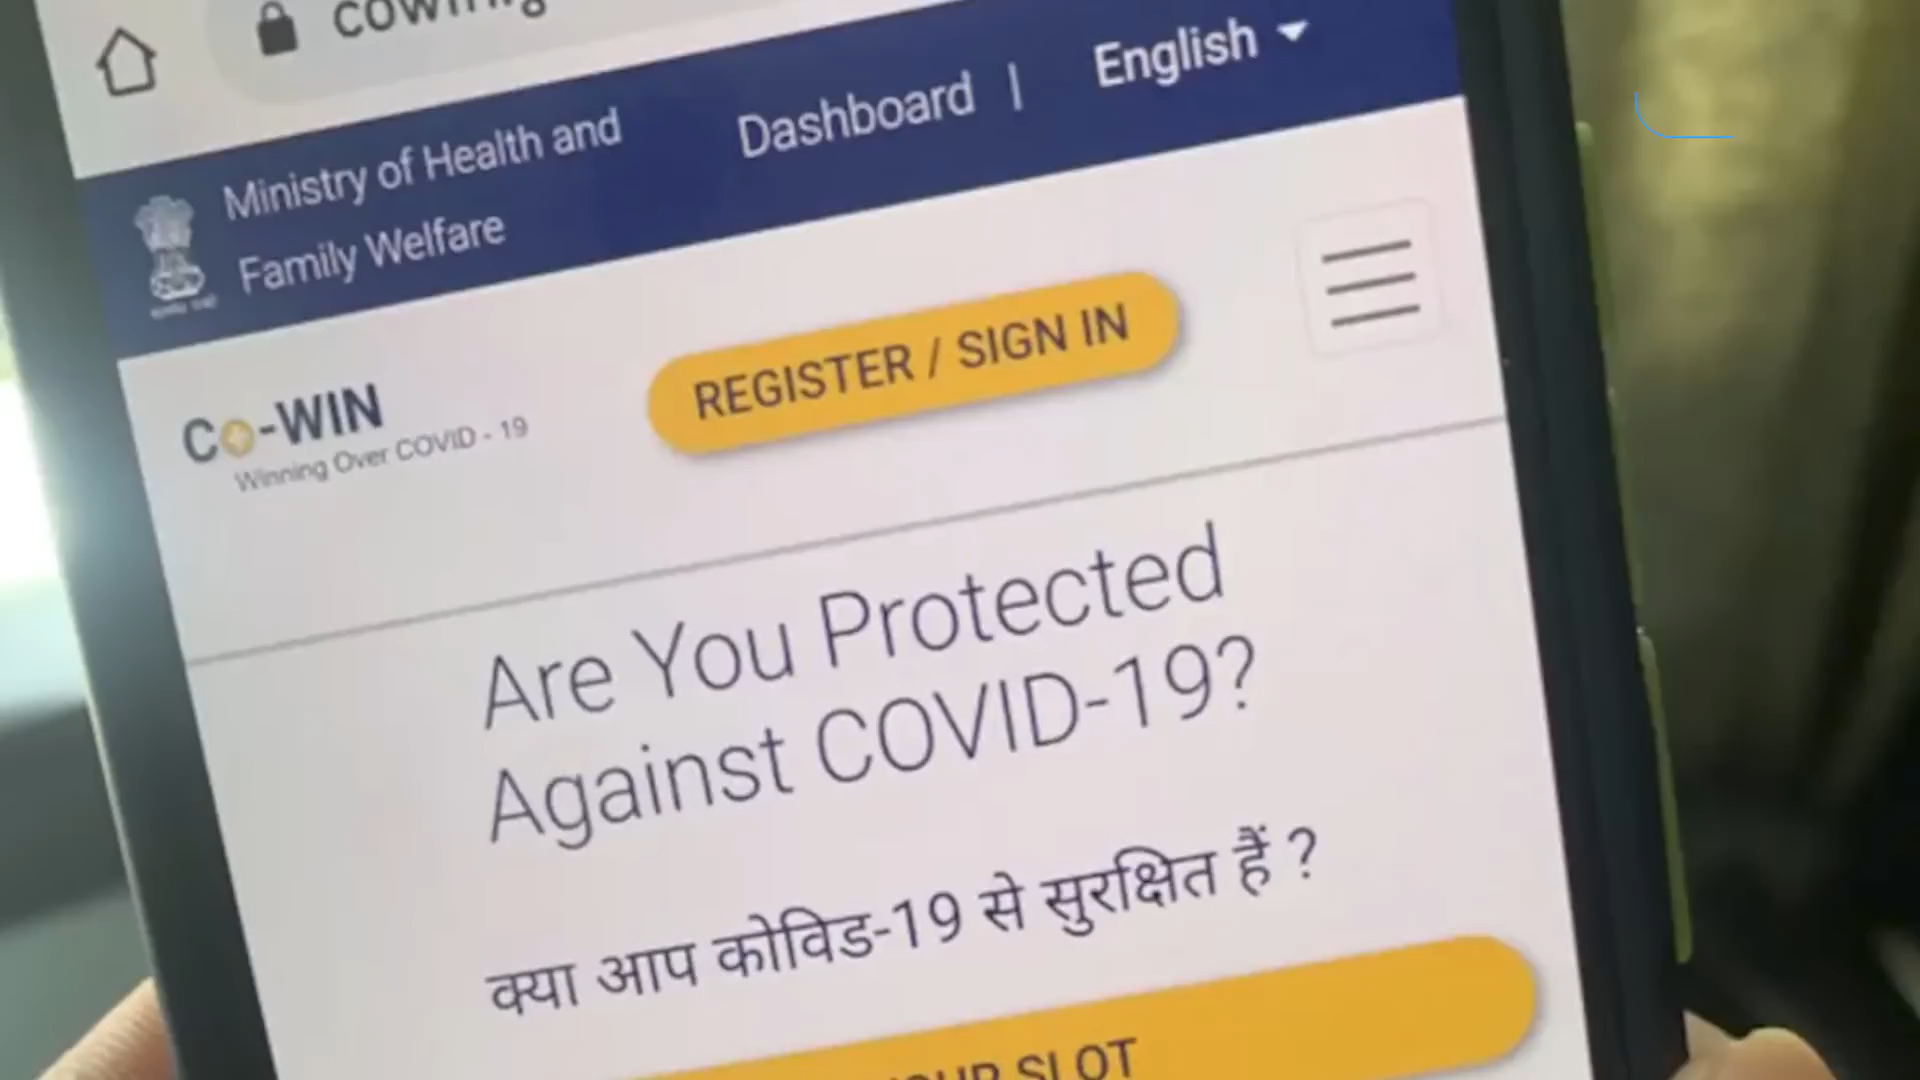 Ministry of Health and
Family Welfare
Dashboard |
English
CO-WIN
Winning Over COVID - 19
REGISTER / SIGN IN
Are You Protected
Against COVID-19?
क्या आप कोविड-19 से सुरक्षित हैं ?
SLOT